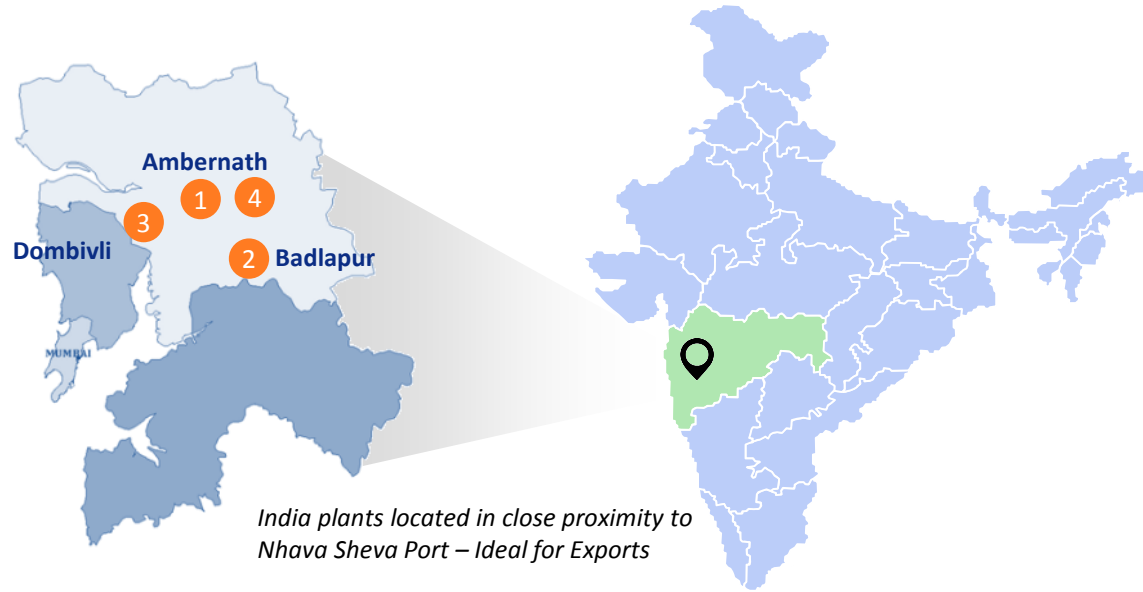 Ambernath
1
4
3
Dombivli
2
Badlapur
MUMBAI
India plants located in close proximity to
Nhava Sheva Port – Ideal for Exports